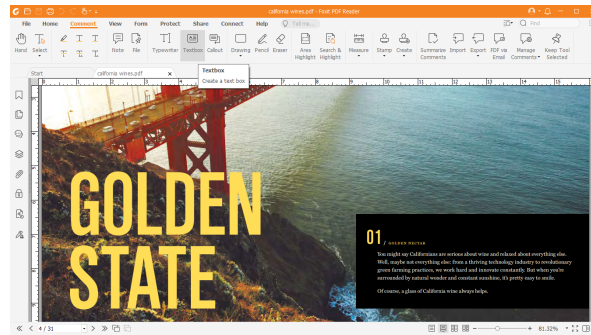 california wines.pdf - Foxit PDF Reader
File Home Comment View Form Protect Share Connect Help Tell me... Find
Hand Select Note File Typewriter Textbox Callout Drawing Pencil Eraser Area Highlight Search & Highlight Measure Stamp Create Summarize Comments Import Export PDF via Email Manage Comments Keep Tool Selected
Start california wines.pdf x
Textbox
Create a text box
GOLDEN
STATE
01 / GOLDEN NECTAR
You might say Californians are serious about wine and relaxed about everything else.
Well, maybe not everything else: from a thriving technology industry to revolutionary
green farming practices, we work hard and innovate constantly. But when you're
surrounded by natural wonder and constant sunshine, it's pretty easy to smile.
Of course, a glass of California wine always helps.
4 / 31 81.32%